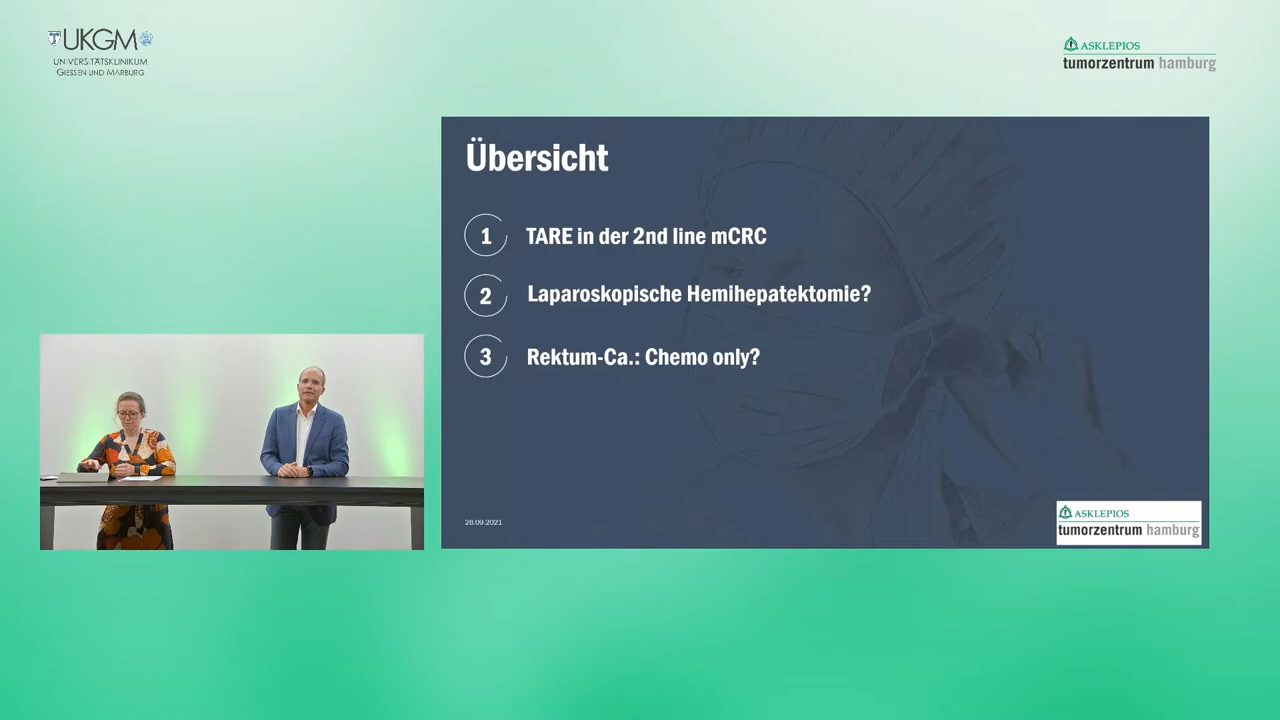 UKGM
UNIVERSITÄTSKLINIKUM
GIESSEN UND MARBURG
ASKLEPIOS
tumorzentrum hamburg
Übersicht
1 TARE in der 2nd line mCRC
2 Laparoskopische Hemihepatektomie?
3 Rektum-Ca.: Chemo only?
28.09.2021
ASKLEPIOS
tumorzentrum hamburg